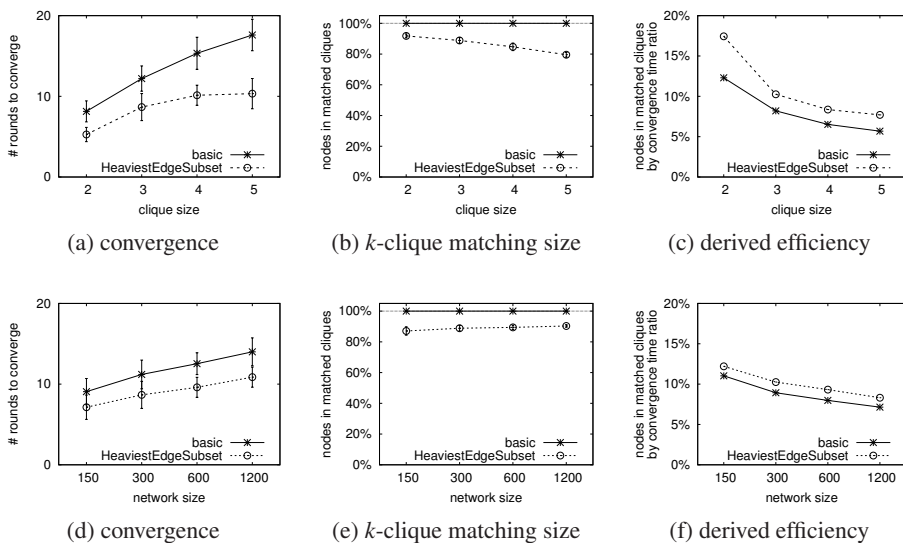 # rounds to converge
20
10
0
basic
HeaviestEdgeSubset
2 3 4 5
clique size
(a) convergence
nodes in matched cliques
100%
80%
60%
40%
20%
0%
basic
HeaviestEdgeSubset
2 3 4 5
clique size
(b) k-clique matching size
nodes in matched cliques
by convergence time ratio
20%
15%
10%
5%
0%
basic
HeaviestEdgeSubset
2 3 4 5
clique size
(c) derived efficiency
# rounds to converge
20
10
0
basic
HeaviestEdgeSubset
150 300 600 1200
network size
(d) convergence
nodes in matched cliques
100%
80%
60%
40%
20%
0%
basic
HeaviestEdgeSubset
150 300 600 1200
network size
(e) k-clique matching size
nodes in matched cliques
by convergence time ratio
20%
15%
10%
5%
0%
basic
HeaviestEdgeSubset
150 300 600 1200
network size
(f) derived efficiency